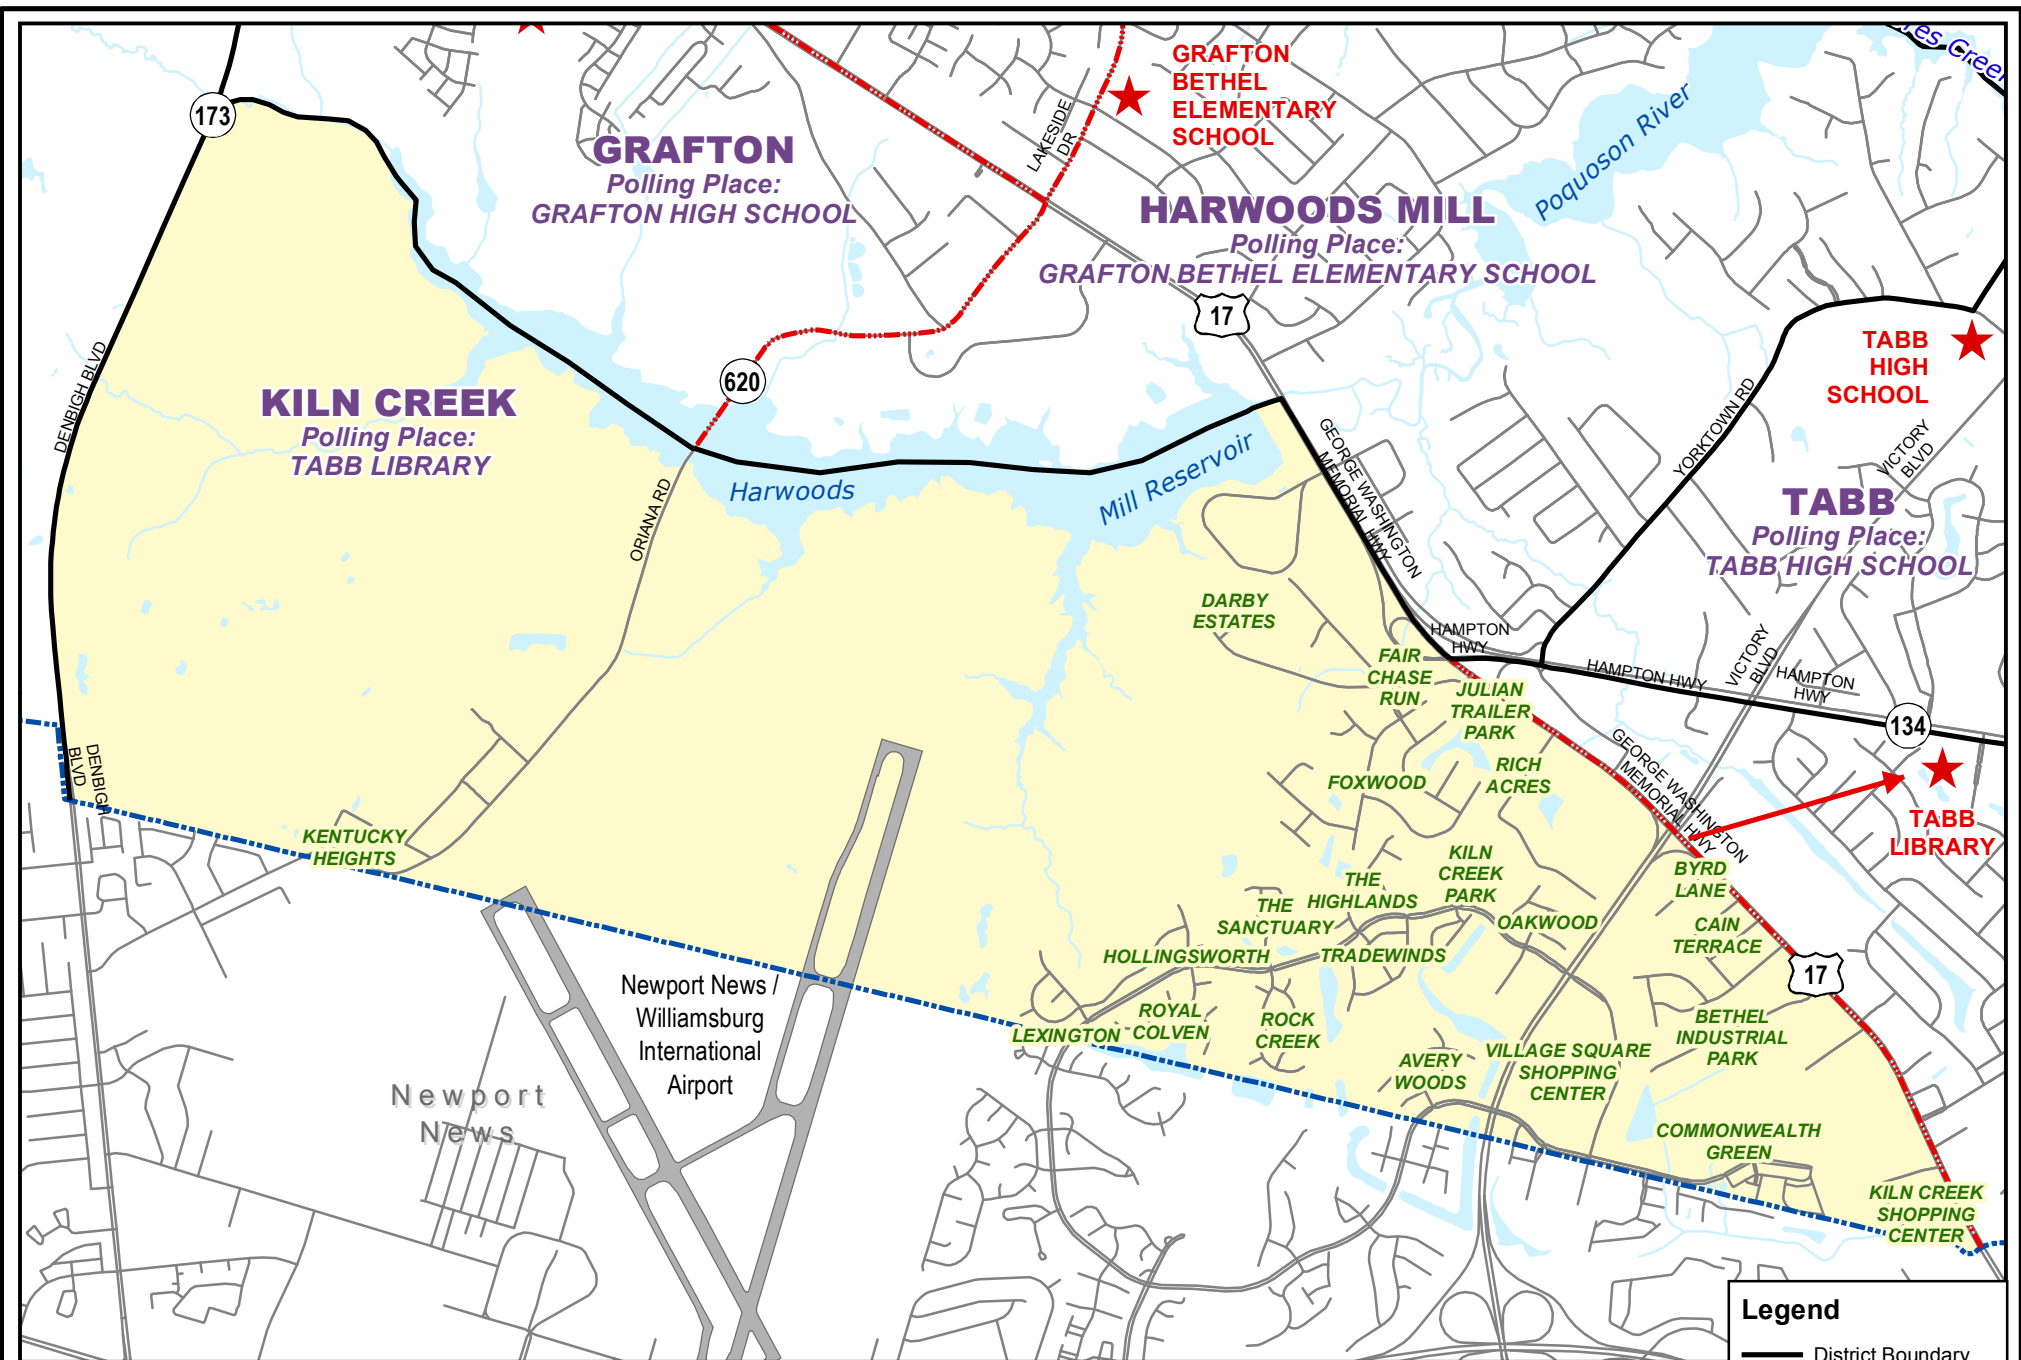 res Creek
173
GRAFTON
Polling Place:
GRAFTON HIGH SCHOOL
LAKESIDE
DR
GRAFTON
BETHEL
ELEMENTARY
SCHOOL
Poquoson River
HARWOODS MILL
Polling Place:
GRAFTON BETHEL ELEMENTARY SCHOOL
17
620
TABB
HIGH
SCHOOL
DENBIGH BLVD
KILN CREEK
Polling Place:
TABB LIBRARY
YORKTOWN RD
VICTORY
BLVD
GEORGE WASHINGTON
MEMORIAL HWY
Harwoods
Mill Reservoir
ORIANA RD
TABB
Polling Place:
TABB HIGH SCHOOL
DARBY
ESTATES
HAMPTON
HWY
FAIR
CHASE
RUN
HAMPTON HWY
VICTORY
BLVD
HAMPTON
HWY
JULIAN
TRAILER
PARK
134
DENBIGH
BLVD
GEORGE WASHINGTON
MEMORIAL HWY
FOXWOOD
RICH
ACRES
TABB
LIBRARY
KENTUCKY
HEIGHTS
KILN
CREEK
PARK
BYRD
LANE
THE
HIGHLANDS
THE
SANCTUARY
OAKWOOD
CAIN
TERRACE
HOLLINGSWORTH
TRADEWINDS
17
Newport News /
Williamsburg
International
Airport
LEXINGTON
ROYAL
COLVEN
ROCK
CREEK
BETHEL
INDUSTRIAL
PARK
AVERY
WOODS
VILLAGE SQUARE
SHOPPING
CENTER
Newport
News
COMMONWEALTH
GREEN
KILN CREEK
SHOPPING
CENTER
Legend
District Boundary